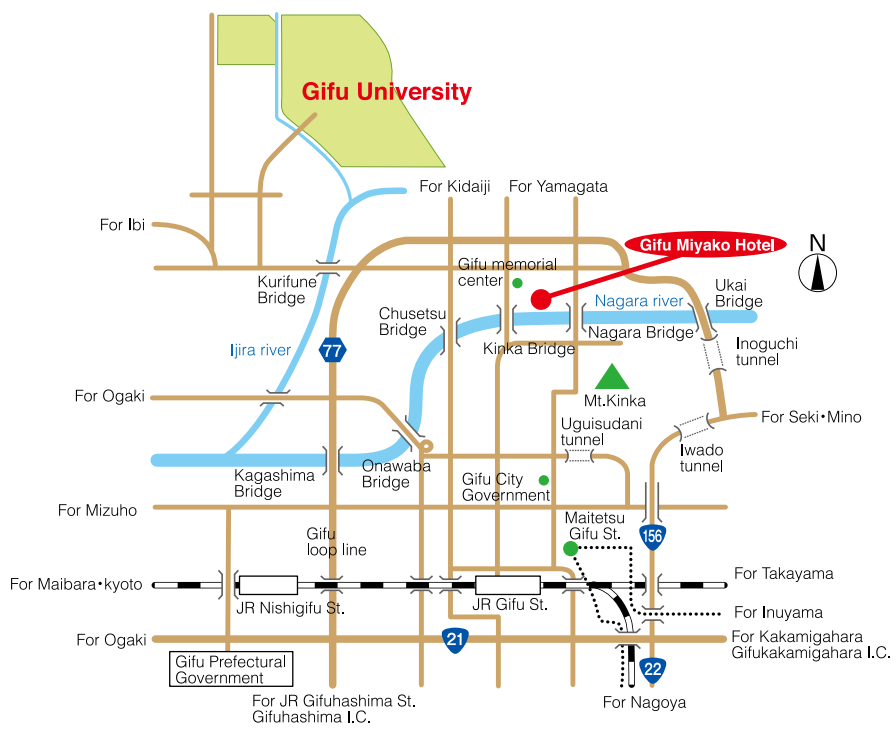 Gifu University
For Kidaiji
For Yamagata
For Ibi
Gifu Miyako Hotel
N
Gifu memorial
center
Kurifune
Bridge
Ukai
Bridge
Nagara river
Chusetsu
Bridge
Kinka Bridge
Nagara Bridge
Inoguchi
tunnel
77
Ijira river
Mt.Kinka
For Ogaki
For Seki・Mino
Uguisudani
tunnel
Iwado
tunnel
Kagashima
Bridge
Onawaba
Bridge
Gifu City
Government
For Mizuho
Maitetsu
Gifu St.
156
Gifu
loop line
For Maibara・kyoto
For Takayama
JR Nishigifu St.
JR Gifu St.
For Inuyama
For Ogaki
21
For Kakamigahara
Gifukakamigahara I.C.
Gifu Prefectural
Government
22
For JR Gifuhashima St.
Gifuhashima I.C.
For Nagoya